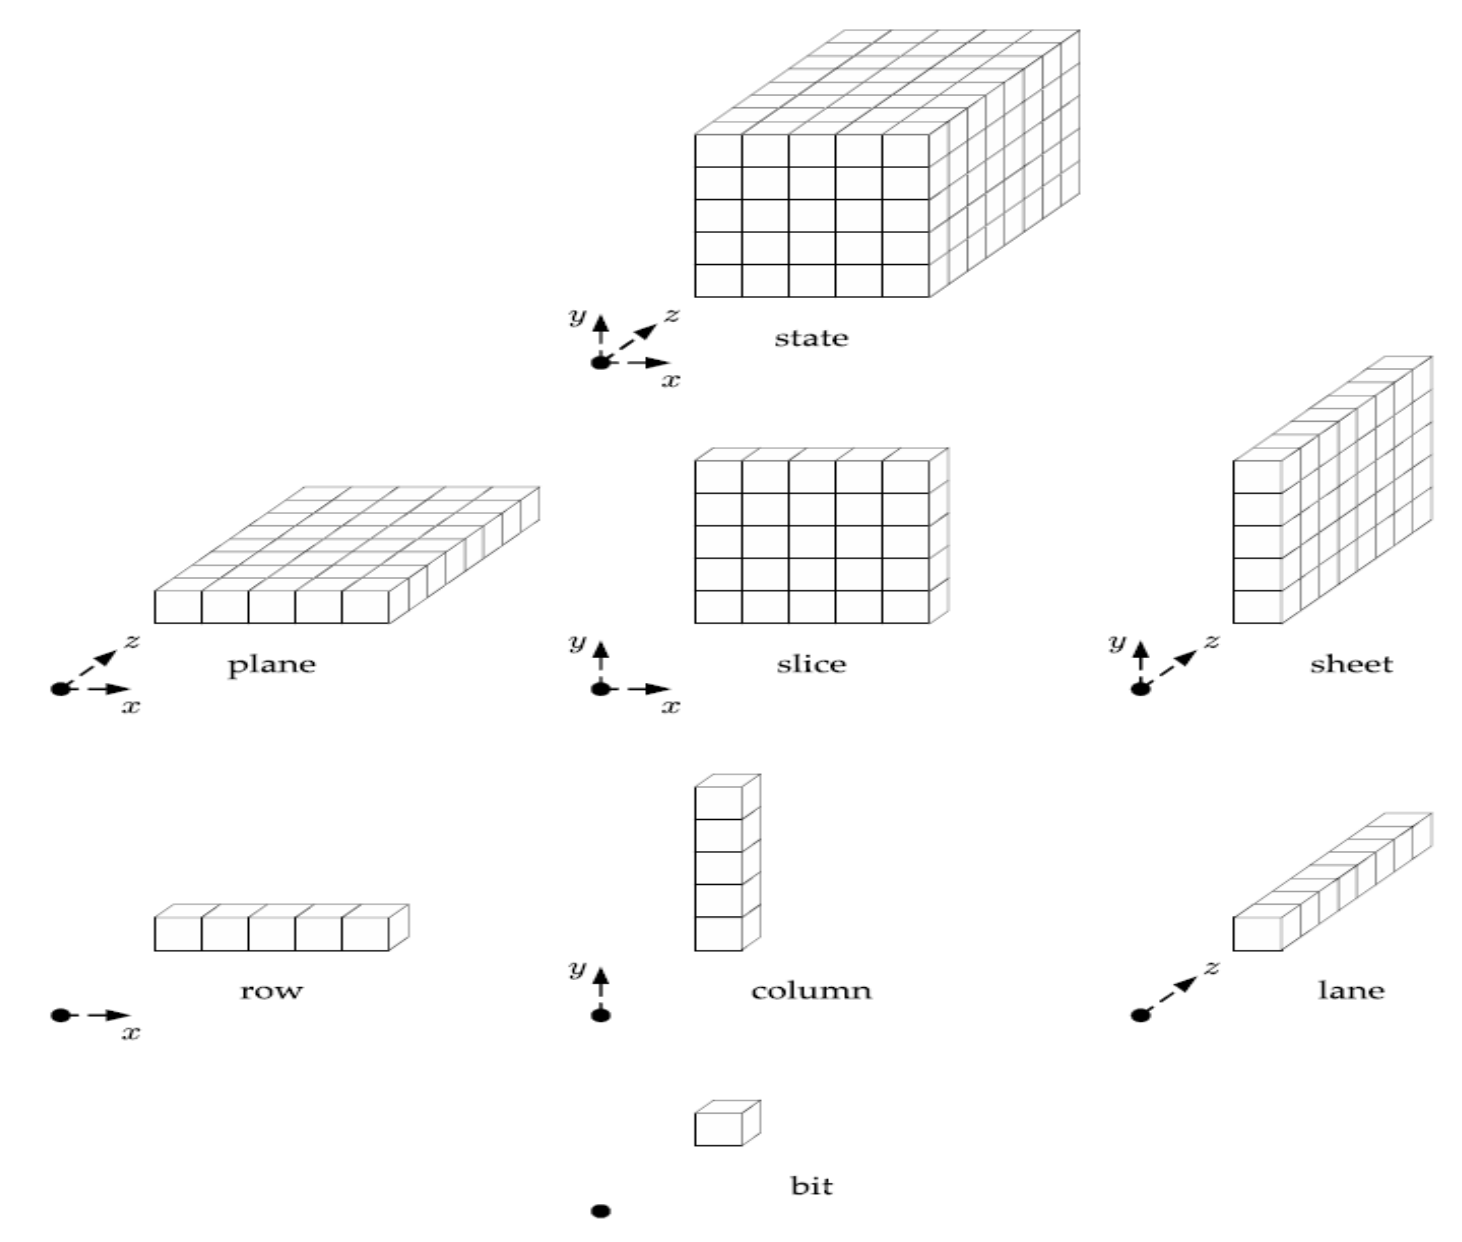 y
z
state
x
z
plane
x
y
slice
x
y
z
sheet
row
x
y
column
z
lane
bit